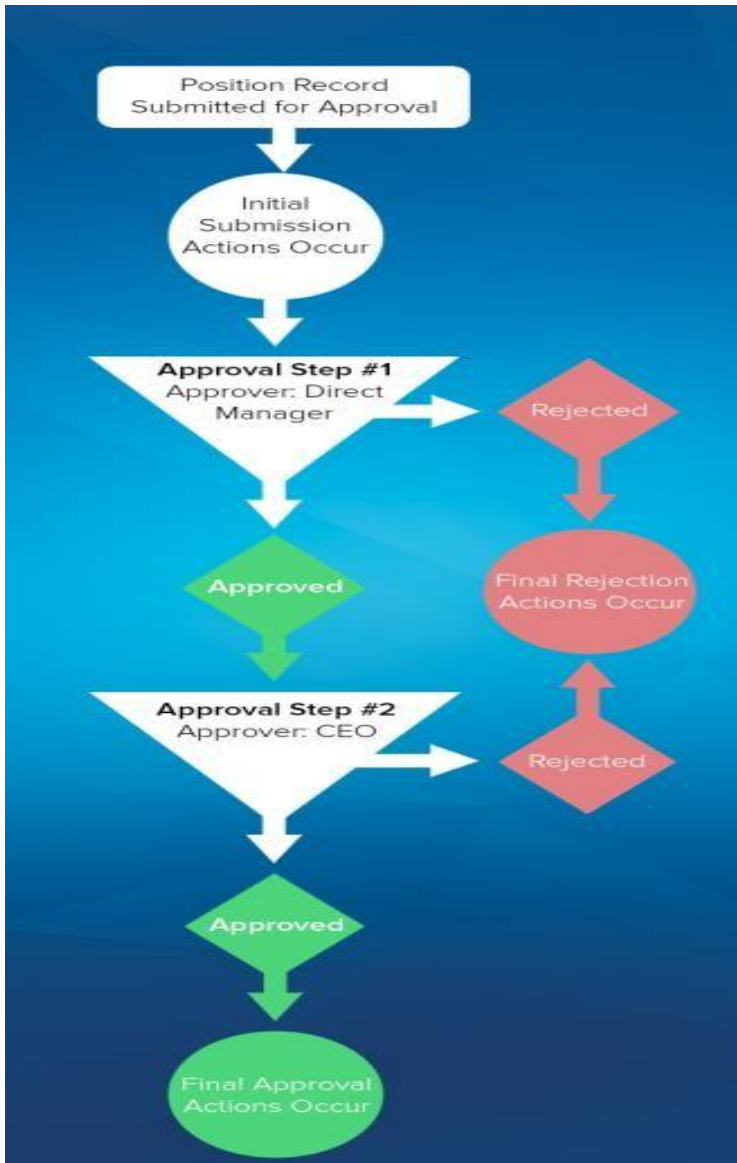 Position Record
Submitted for Approval
Initial
Submission
Actions Occur
Approval Step #1
Approver: Direct
Manager
Rejected
Approved
Final Rejection
Actions Occur
Approval Step #2
Approver: CEO
Rejected
Approved
Final Approval
Actions Occur